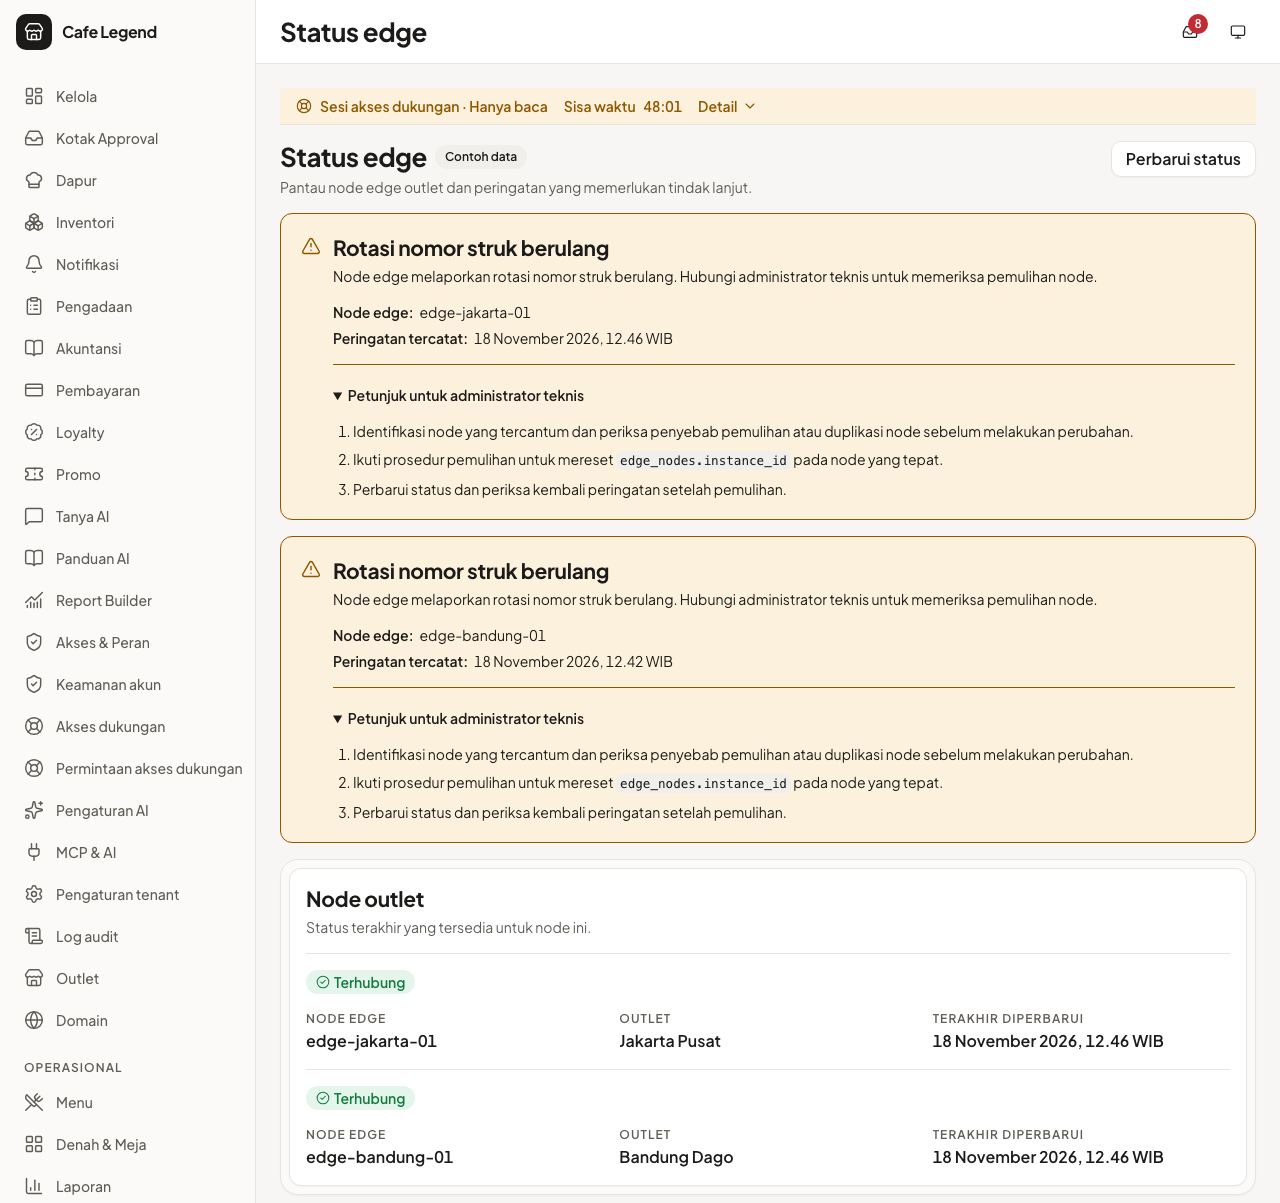 Cafe Legend
Kelola
Kotak Approval
Dapur
Inventori
Notifikasi
Pengadaan
Akuntansi
Pembayaran
Loyalty
Promo
Tanya AI
Panduan AI
Report Builder
Akses & Peran
Keamanan akun
Akses dukungan
Permintaan akses dukungan
Pengaturan AI
MCP & AI
Pengaturan tenant
Log audit
Outlet
Domain
OPERASIONAL
Menu
Denah & Meja
Laporan
Status edge
8
Sesi akses dukungan · Hanya baca Sisa waktu 48:01 Detail
Status edge Contoh data
Perbarui status
Pantau node edge outlet dan peringatan yang memerlukan tindak lanjut.
Rotasi nomor struk berulang
Node edge melaporkan rotasi nomor struk berulang. Hubungi administrator teknis untuk memeriksa pemulihan node.
Node edge: edge-jakarta-01
Peringatan tercatat: 18 November 2026, 12.46 WIB
Petunjuk untuk administrator teknis
1. Identifikasi node yang tercantum dan periksa penyebab pemulihan atau duplikasi node sebelum melakukan perubahan.
2. Ikuti prosedur pemulihan untuk mereset edge_nodes.instance_id pada node yang tepat.
3. Perbarui status dan periksa kembali peringatan setelah pemulihan.
Rotasi nomor struk berulang
Node edge melaporkan rotasi nomor struk berulang. Hubungi administrator teknis untuk memeriksa pemulihan node.
Node edge: edge-bandung-01
Peringatan tercatat: 18 November 2026, 12.42 WIB
Petunjuk untuk administrator teknis
1. Identifikasi node yang tercantum dan periksa penyebab pemulihan atau duplikasi node sebelum melakukan perubahan.
2. Ikuti prosedur pemulihan untuk mereset edge_nodes.instance_id pada node yang tepat.
3. Perbarui status dan periksa kembali peringatan setelah pemulihan.
Node outlet
Status terakhir yang tersedia untuk node ini.
Terhubung
NODE EDGE OUTLET TERAKHIR DIPERBARUI
edge-jakarta-01 Jakarta Pusat 18 November 2026, 12.46 WIB
Terhubung
NODE EDGE OUTLET TERAKHIR DIPERBARUI
edge-bandung-01 Bandung Dago 18 November 2026, 12.46 WIB